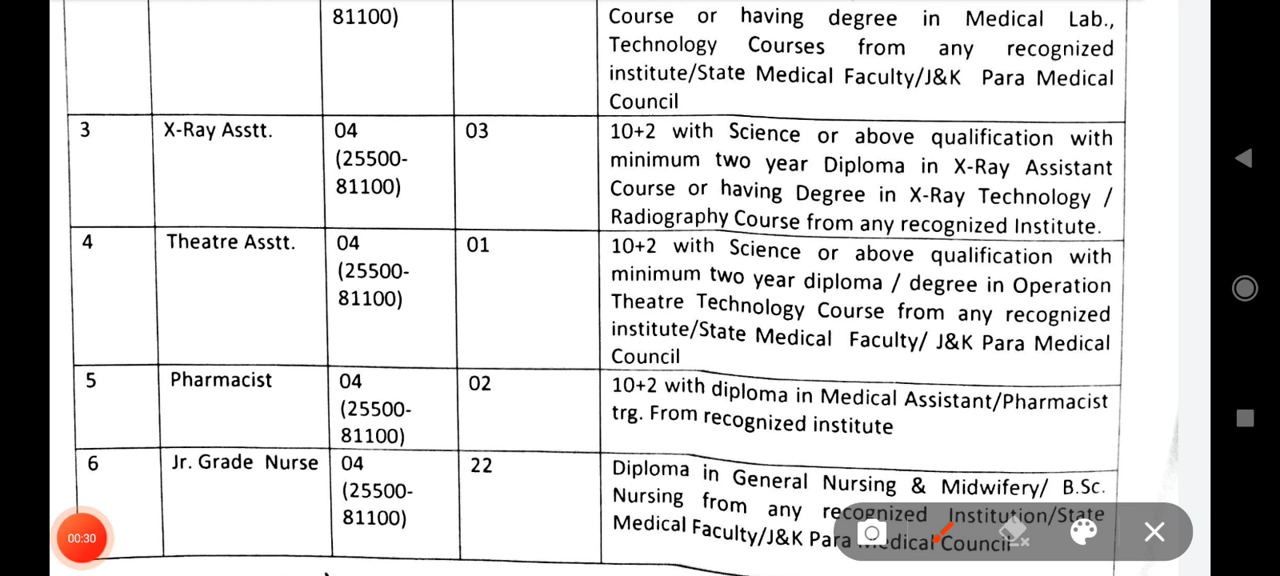 81100)
Course or having degree in Medical Lab.,
Technology Courses from any recognized
institute/State Medical Faculty/J&K Para Medical
Council
3 X-Ray Asstt. 04 03 10+2 with Science or above qualification with
(25500- minimum two year Diploma in X-Ray Assistant
81100) Course or having Degree in X-Ray Technology /
Radiography Course from any recognized Institute.
4 Theatre Asstt. 04 01 10+2 with Science or above qualification with
(25500- minimum two year diploma / degree in Operation
81100) Theatre Technology Course from any recognized
institute/State Medical Faculty/ J&K Para Medical
Council
5 Pharmacist 04 02 10+2 with diploma in Medical Assistant/Pharmacist
(25500- trg. From recognized institute
81100)
6 Jr. Grade Nurse 04 22 Diploma in General Nursing & Midwifery/ B.Sc.
(25500- Nursing from any recognized Institution/State
81100) Medical Faculty/J&K Para Medical Council
00:30